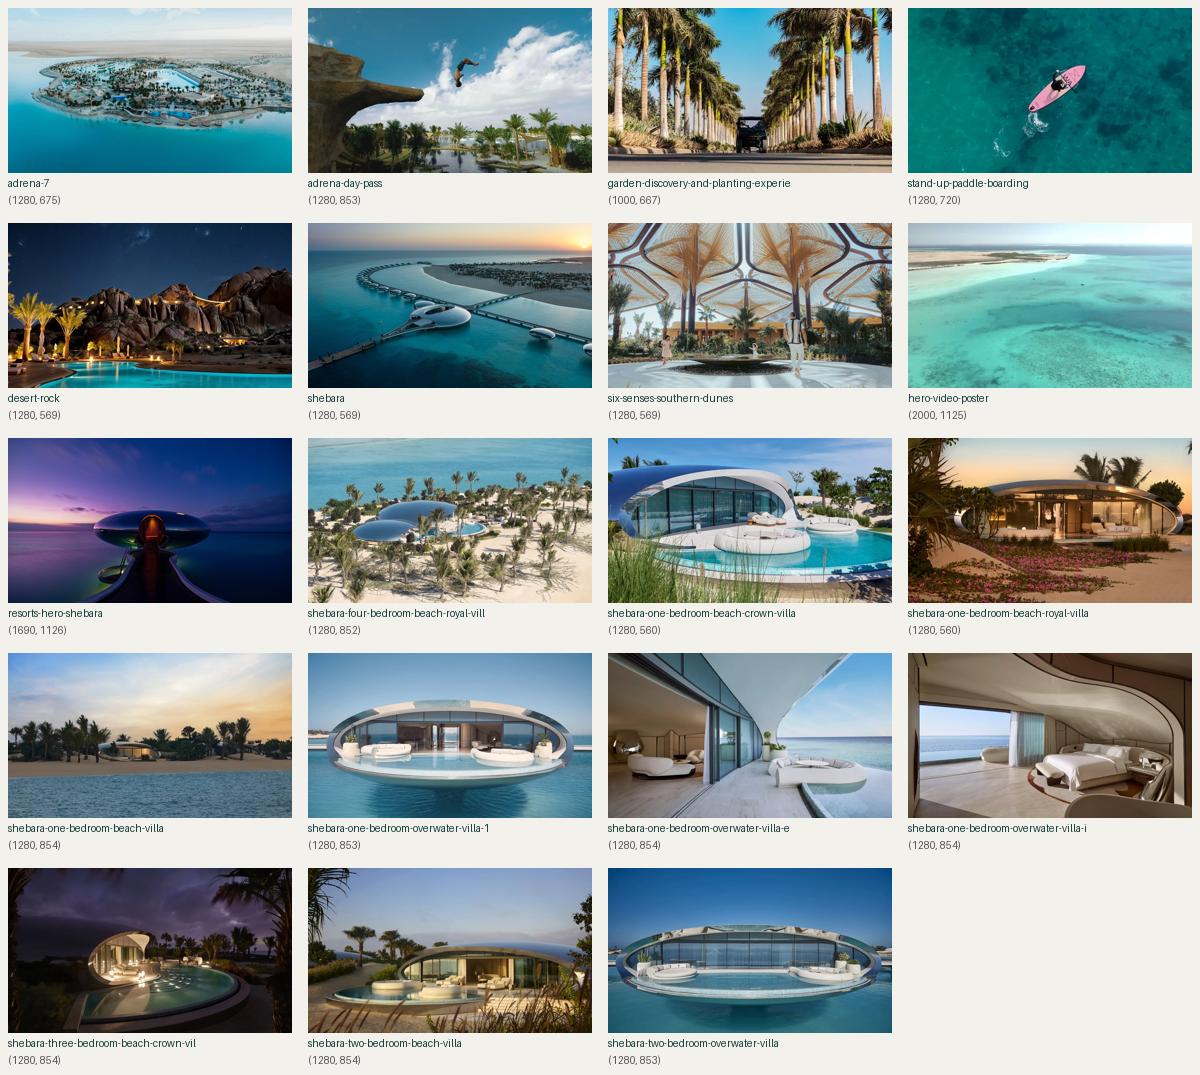 adrena-7
(1280, 675)
adrena-day-pass
(1280, 853)
garden-discovery-and-planting-experie
(1000, 667)
stand-up-paddle-boarding
(1280, 720)
desert-rock
(1280, 569)
shebara
(1280, 569)
six-senses-southern-dunes
(1280, 569)
hero-video-poster
(2000, 1125)
resorts-hero-shebara
(1690, 1126)
shebara-four-bedroom-beach-royal-vill
(1280, 852)
shebara-one-bedroom-beach-crown-villa
(1280, 560)
shebara-one-bedroom-beach-royal-villa
(1280, 560)
shebara-one-bedroom-beach-villa
(1280, 854)
shebara-one-bedroom-overwater-villa-1
(1280, 853)
shebara-one-bedroom-overwater-villa-e
(1280, 854)
shebara-one-bedroom-overwater-villa-i
(1280, 854)
shebara-three-bedroom-beach-crown-vil
(1280, 854)
shebara-two-bedroom-beach-villa
(1280, 854)
shebara-two-bedroom-overwater-villa
(1280, 853)